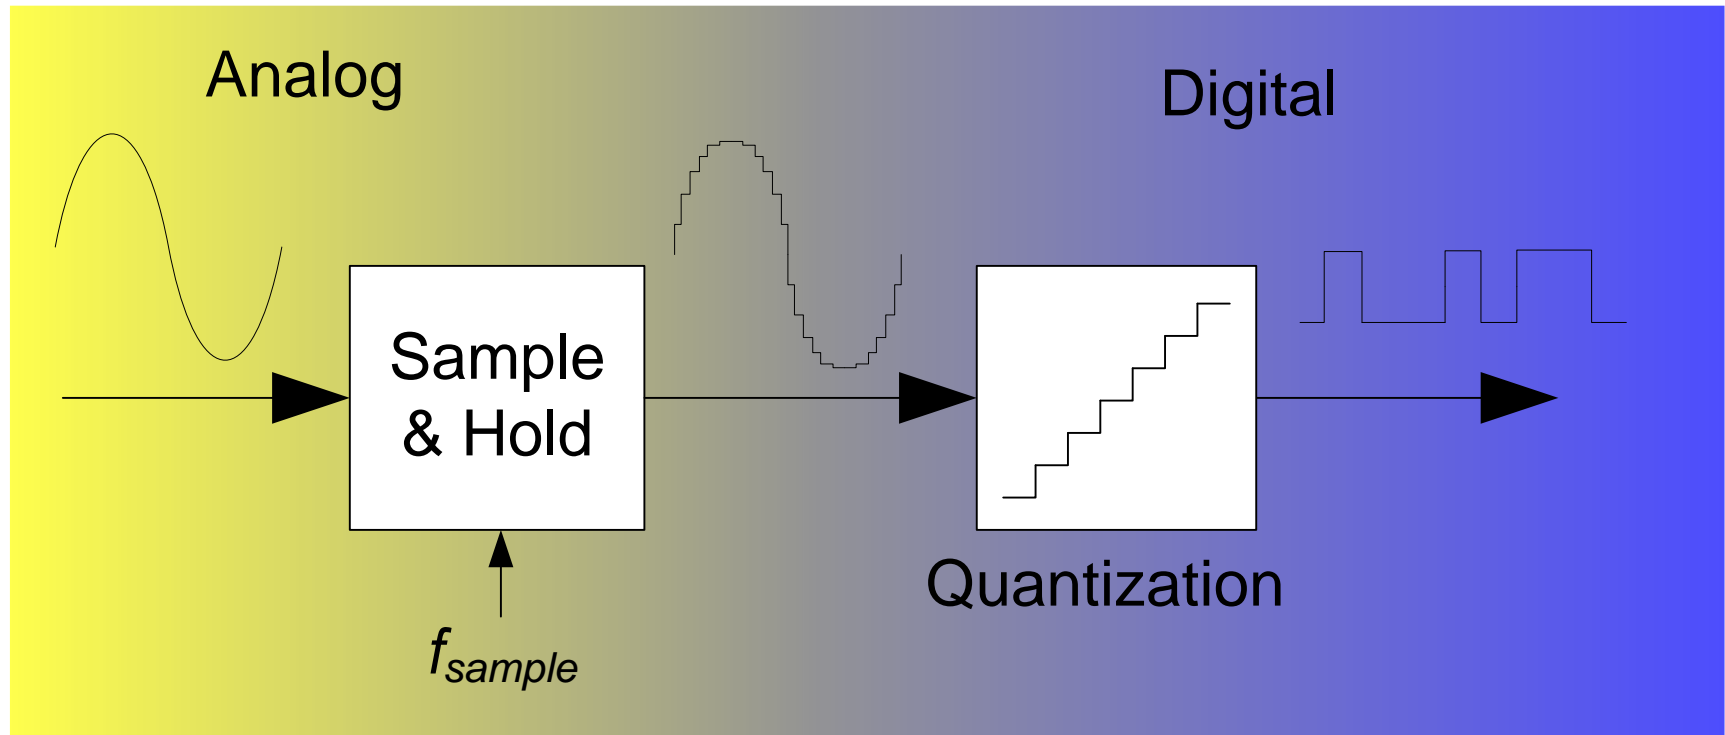 Analog
Digital
Sample
& Hold
Quantization
fsample